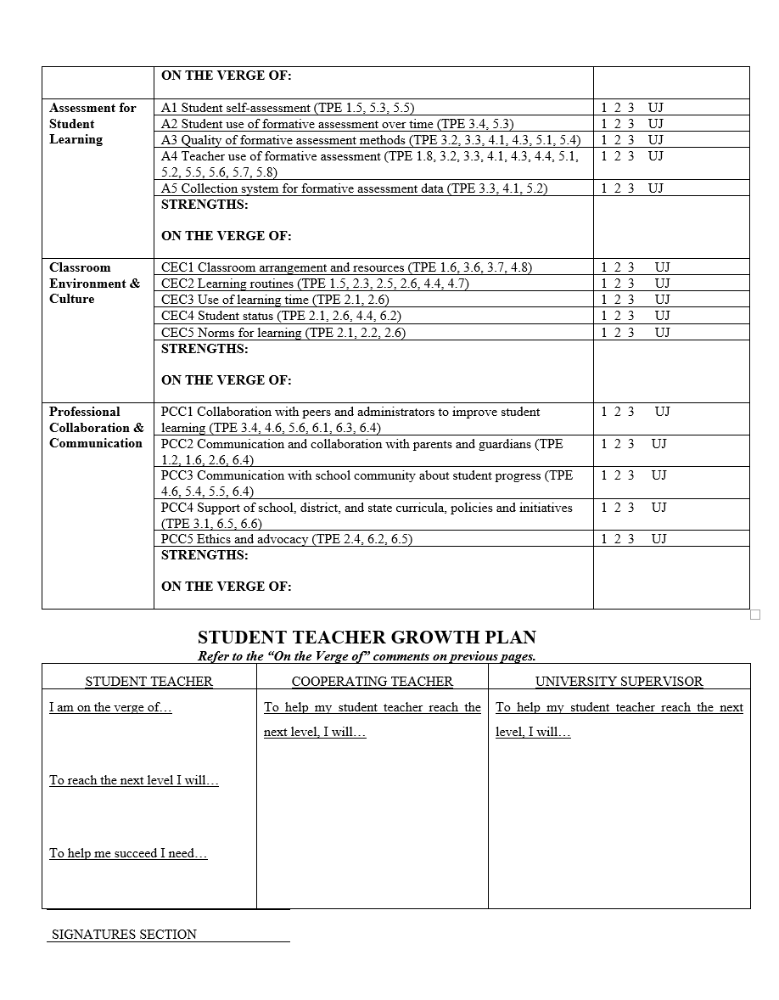 ON THE VERGE OF:
Assessment for
Student
Learning
A1 Student self-assessment (TPE 1.5, 5.3, 5.5)
1 2 3 UJ
A2 Student use of formative assessment over time (TPE 3.4, 5.3)
1 2 3 UJ
A3 Quality of formative assessment methods (TPE 3.2, 3.3, 4.1, 4.3, 5.1, 5.4)
1 2 3 UJ
A4 Teacher use of formative assessment (TPE 1.8, 3.2, 3.3, 4.1, 4.3, 4.4, 5.1,
5.2, 5.5, 5.6, 5.7, 5.8)
1 2 3 UJ
A5 Collection system for formative assessment data (TPE 3.3, 4.1, 5.2)
1 2 3 UJ
STRENGTHS:
ON THE VERGE OF:
Classroom
Environment &
Culture
CEC1 Classroom arrangement and resources (TPE 1.6, 3.6, 3.7, 4.8)
1 2 3 UJ
CEC2 Learning routines (TPE 1.5, 2.3, 2.5, 2.6, 4.4, 4.7)
1 2 3 UJ
CEC3 Use of learning time (TPE 2.1, 2.6)
1 2 3 UJ
CEC4 Student status (TPE 2.1, 2.6, 4.4, 6.2)
1 2 3 UJ
CEC5 Norms for learning (TPE 2.1, 2.2, 2.6)
1 2 3 UJ
STRENGTHS:
ON THE VERGE OF:
Professional
Collaboration &
Communication
PCC1 Collaboration with peers and administrators to improve student
learning (TPE 3.4, 4.6, 5.6, 6.1, 6.3, 6.4)
1 2 3 UJ
PCC2 Communication and collaboration with parents and guardians (TPE
1.2, 1.6, 2.6, 6.4)
1 2 3 UJ
PCC3 Communication with school community about student progress (TPE
4.6, 5.4, 5.5, 6.4)
1 2 3 UJ
PCC4 Support of school, district, and state curricula, policies and initiatives
(TPE 3.1, 6.5, 6.6)
1 2 3 UJ
PCC5 Ethics and advocacy (TPE 2.4, 6.2, 6.5)
1 2 3 UJ
STRENGTHS:
ON THE VERGE OF:
STUDENT TEACHER GROWTH PLAN
Refer to the “On the Verge of” comments on previous pages.
STUDENT TEACHER
I am on the verge of…
To reach the next level I will…
To help me succeed I need…
COOPERATING TEACHER
To help my student teacher reach the
next level, I will…
UNIVERSITY SUPERVISOR
To help my student teacher reach the next
level, I will…
SIGNATURES SECTION